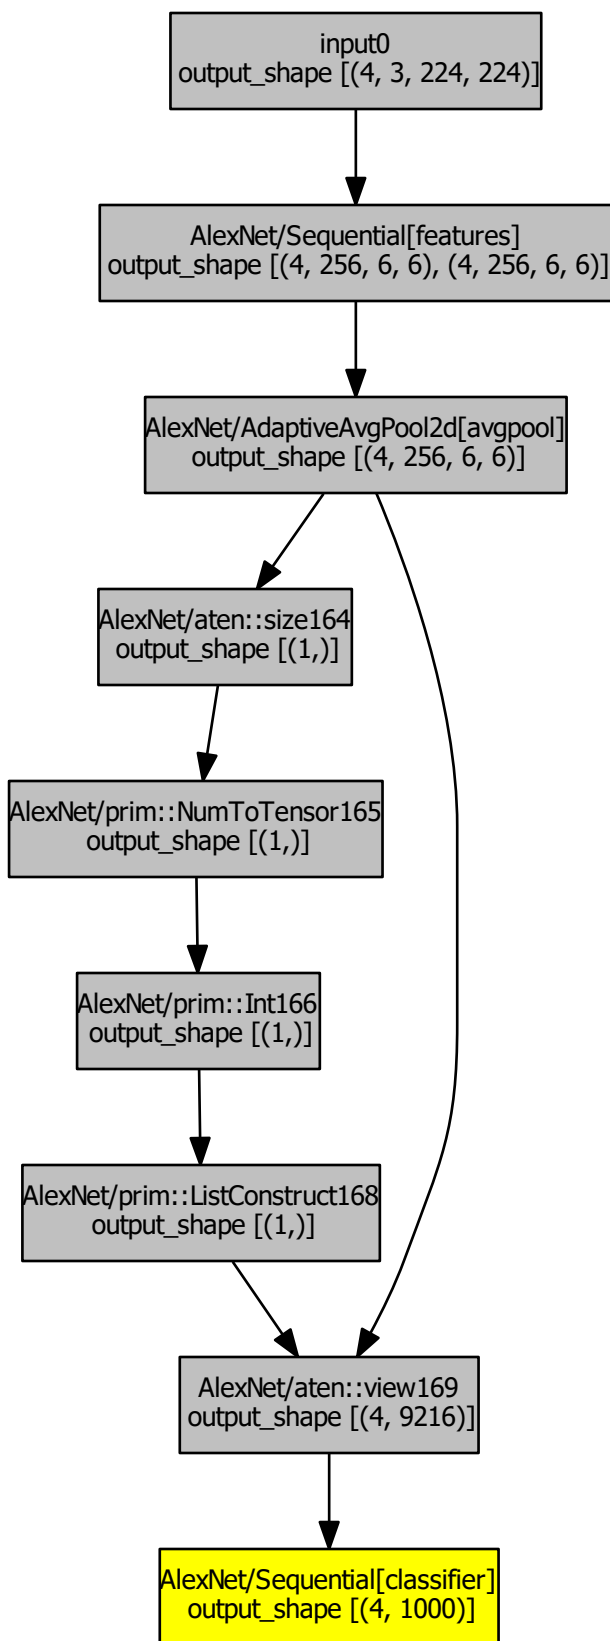 input0
output_shape [(4, 3, 224, 224)]
AlexNet/Sequential[features]
output_shape [(4, 256, 6, 6), (4, 256, 6, 6)]
AlexNet/AdaptiveAvgPool2d[avgpool]
output_shape [(4, 256, 6, 6)]
AlexNet/aten::size164
output_shape [(1,)]
AlexNet/prim::NumToTensor165
output_shape [(1,)]
AlexNet/prim::Int166
output_shape [(1,)]
AlexNet/prim::ListConstruct168
output_shape [(1,)]
AlexNet/aten::view169
output_shape [(4, 9216)]
AlexNet/Sequential[classifier]
output_shape [(4, 1000)]